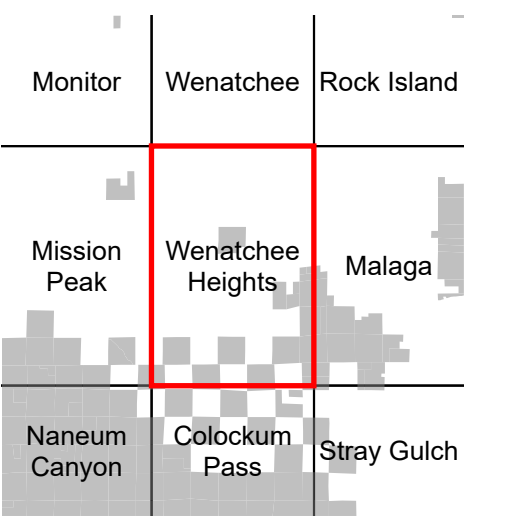 Monitor
Wenatchee
Rock Island
Mission
Peak
Wenatchee
Heights
Malaga
Naneum
Canyon
Colockum
Pass
Stray Gulch